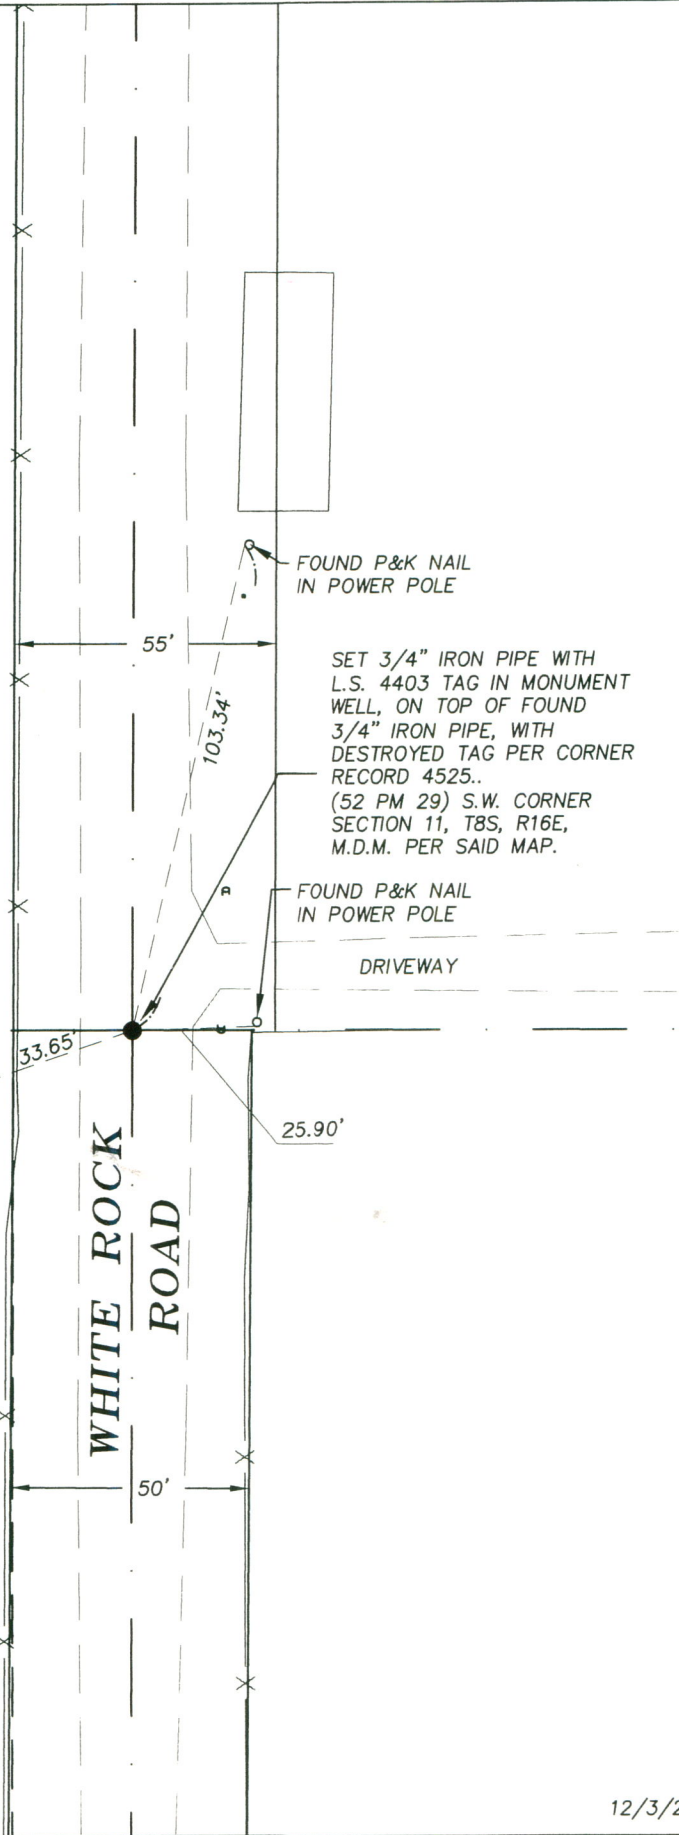 FOUND P&K NAIL
IN POWER POLE
55'
103.34'
SET 3/4" IRON PIPE WITH
L.S. 4403 TAG IN MONUMENT
WELL, ON TOP OF FOUND
3/4" IRON PIPE, WITH
DESTROYED TAG PER CORNER
RECORD 4525..
(52 PM 29) S.W. CORNER
SECTION 11, T8S, R16E,
M.D.M. PER SAID MAP.
FOUND P&K NAIL
IN POWER POLE
DRIVEWAY
33.65'
25.90'
WHITE ROCK
ROAD
50'
12/3/2